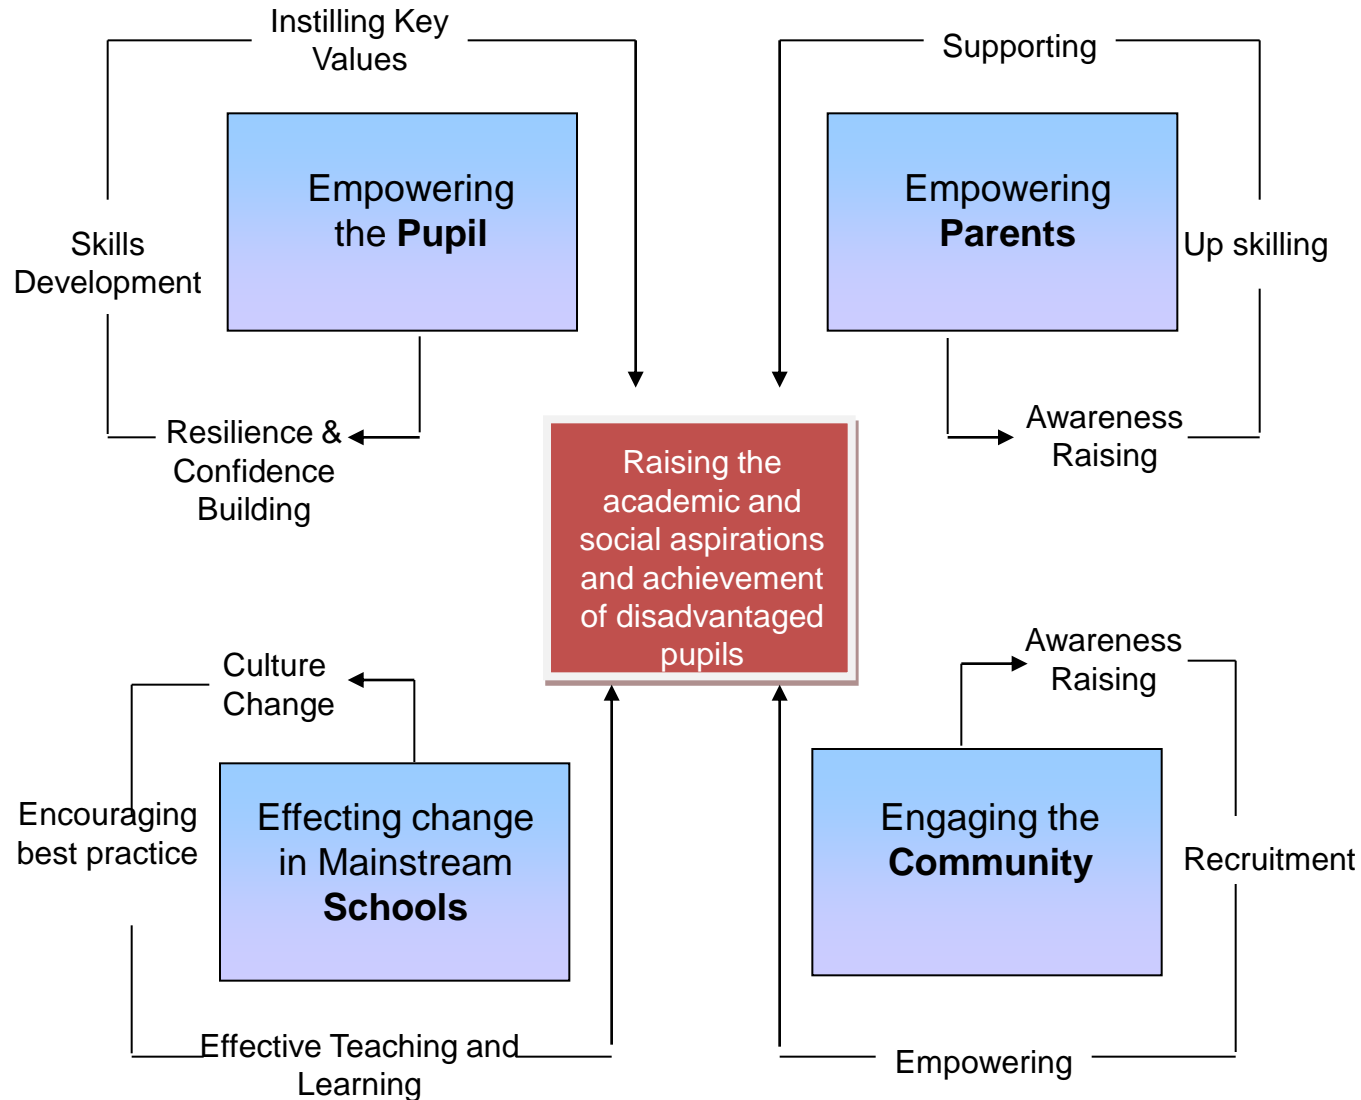 Instilling Key
Values
Supporting
Empowering
the Pupil
Empowering
Parents
Skills
Development
Up skilling
Resilience &
Confidence
Building
Awareness
Raising
Raising the
academic and
social aspirations
and achievement
of disadvantaged
pupils
Culture
Change
Awareness
Raising
Encouraging
best practice
Effecting change
in Mainstream
Schools
Engaging the
Community
Recruitment
Effective Teaching and
Learning
Empowering